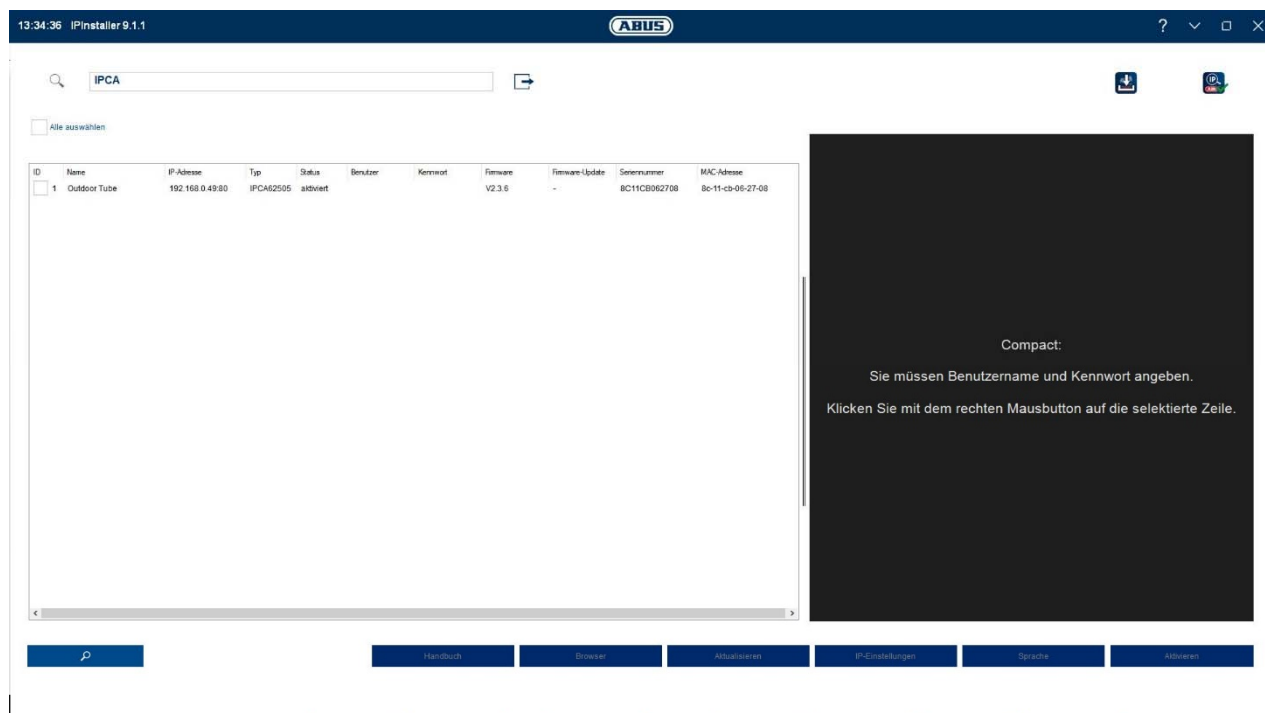 13:34:36 IPInstaller 9.1.1 ABUS ?
IPCA
Alle auswählen
ID Name IP-Adresse Typ Status Benutzer Kennwort Firmware Firmware-Update Seriennummer MAC-Adresse
1 Outdoor Tube 192.168.0.49:80 IPCA62505 aktiviert V2.3.6 - 8C11CB062708 8c-11-cb-06-27-08
Compact:
Sie müssen Benutzername und Kennwort angeben.
Klicken Sie mit dem rechten Mausbutton auf die selektierte Zeile.
Handbuch Browser Aktualisieren IP-Einstellungen Sprache Aktivieren